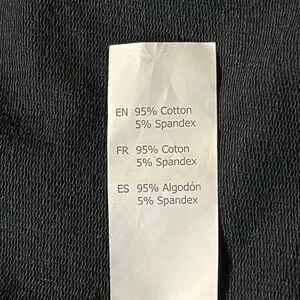 EN 95% Cotton
5% Spandex
FR 95% Coton
5% Spandex
ES 95% Algodón
5% Spandex